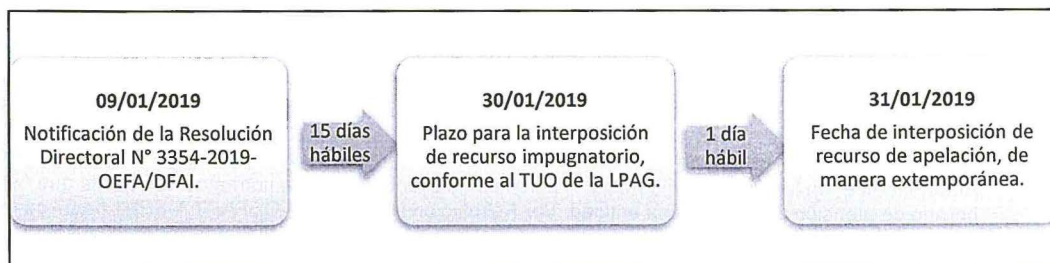 09/01/2019
Notificación de la Resolución
Directoral N° 3354-2019-
OEFA/DFAI.
15 días
hábiles
30/01/2019
Plazo para la interposición
de recurso impugnatorio,
conforme al TUO de la LPAG.
1 día
hábil
31/01/2019
Fecha de interposición de
recurso de apelación, de
manera extemporánea.